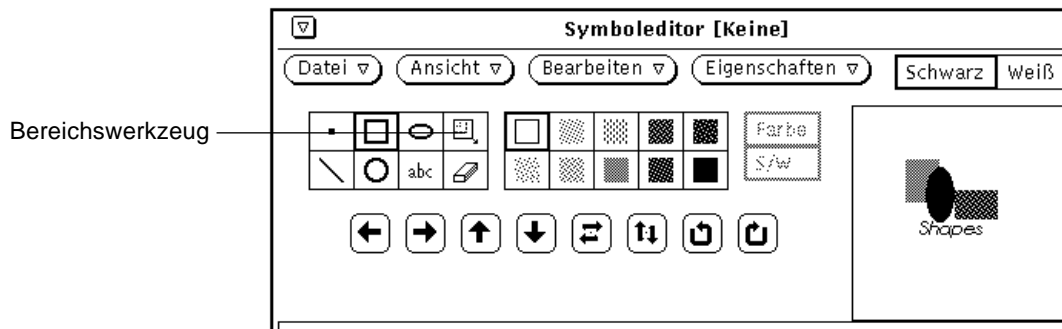 Symboleditor [Keine]
Datei Ansicht Bearbeiten Eigenschaften Schwarz Weiß
Bereichswerkzeug
Farbe
abc S/W
Shapes